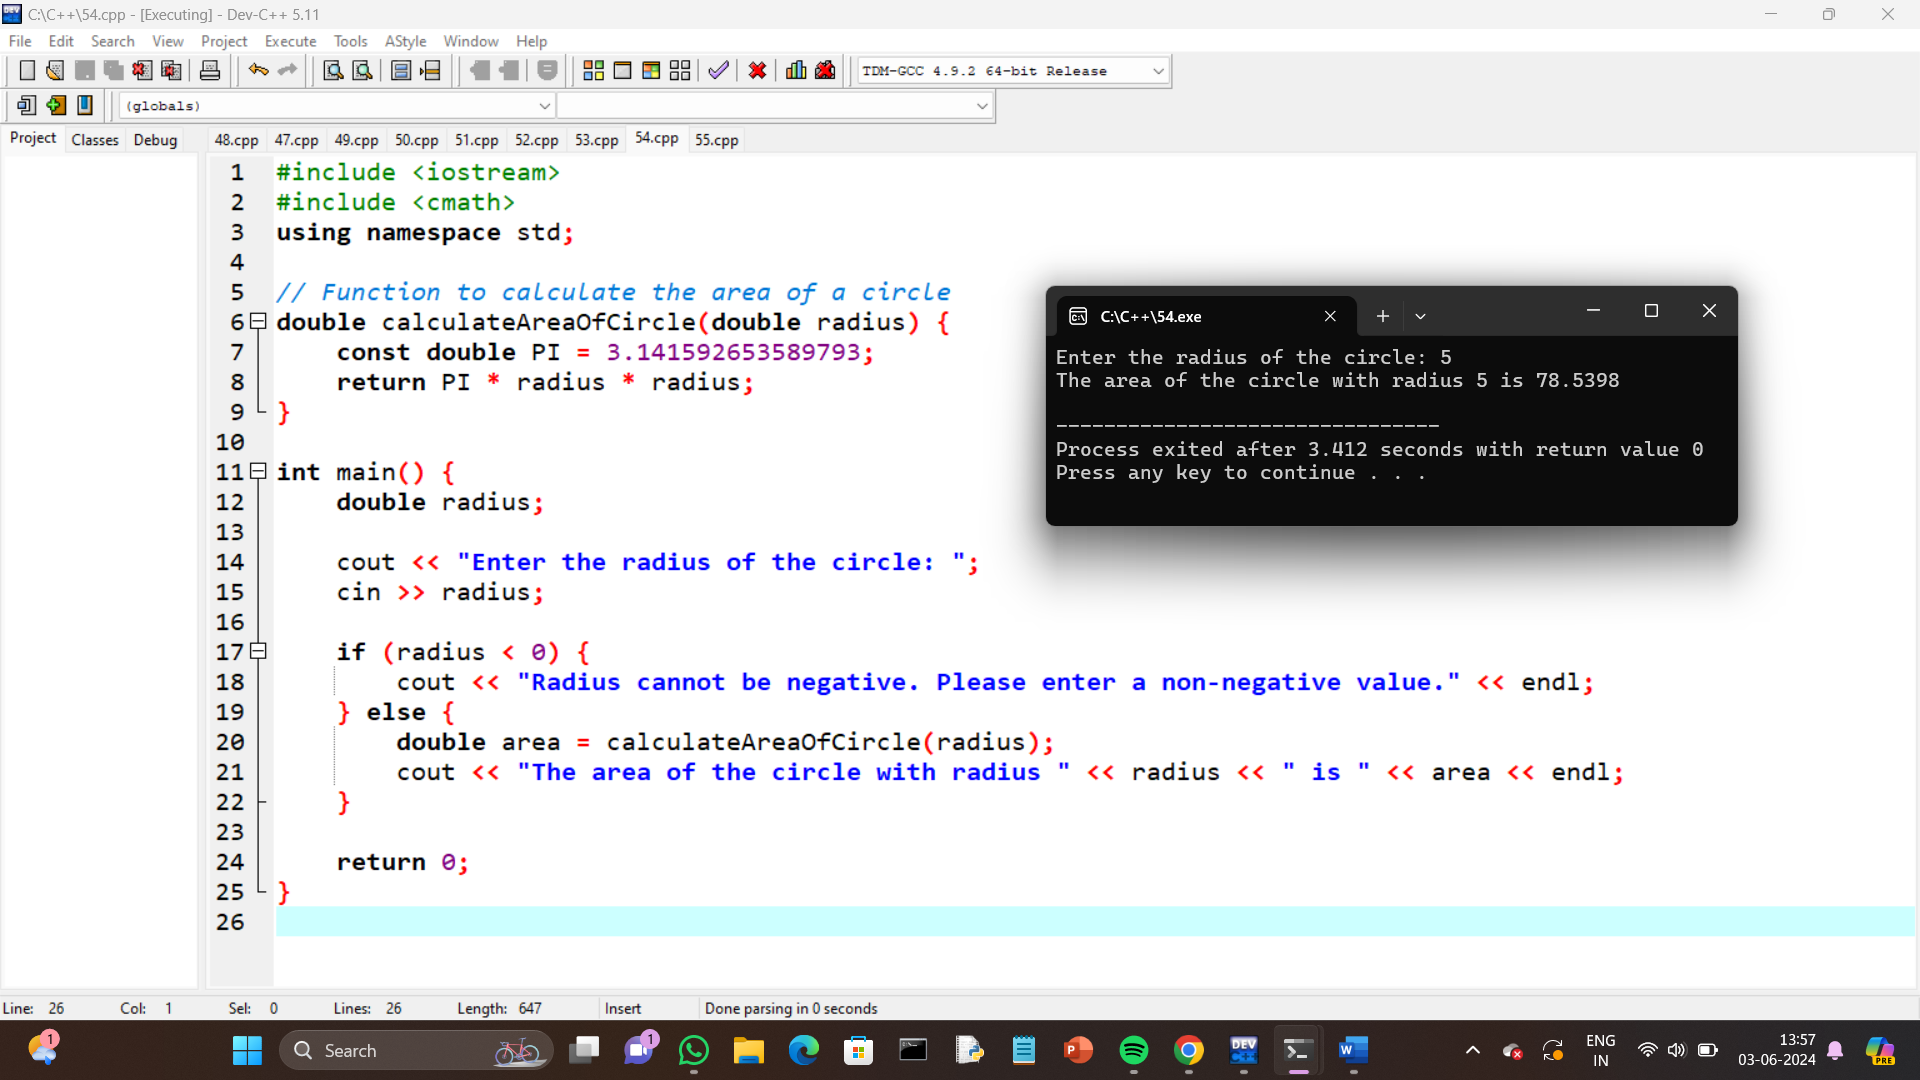 C:\C++\54.cpp - [Executing] - Dev-C++ 5.11
File Edit Search View Project Execute Tools AStyle Window Help
TDM-GCC 4.9.2 64-bit Release
(globals)
Project Classes Debug 48.cpp 47.cpp 49.cpp 50.cpp 51.cpp 52.cpp 53.cpp 54.cpp 55.cpp
1 #include <iostream>
2 #include <cmath>
3 using namespace std;
4
5 // Function to calculate the area of a circle
6 double calculateAreaOfCircle(double radius) {
7 const double PI = 3.141592653589793;
8 return PI * radius * radius;
9 }
10
11 int main() {
12 double radius;
13
14 cout << "Enter the radius of the circle: ";
15 cin >> radius;
16
17 if (radius < 0) {
18 cout << "Radius cannot be negative. Please enter a non-negative value." << endl;
19 } else {
20 double area = calculateAreaOfCircle(radius);
21 cout << "The area of the circle with radius " << radius << " is " << area << endl;
22 }
23
24 return 0;
25 }
26
C:\C++\54.exe
Enter the radius of the circle: 5
The area of the circle with radius 5 is 78.5398
--------------------------------
Process exited after 3.412 seconds with return value 0
Press any key to continue . . .
Line: 26 Col: 1 Sel: 0 Lines: 26 Length: 647 Insert Done parsing in 0 seconds
1
Search
1
DEV
ENG
IN
13:57
03-06-2024
PRE